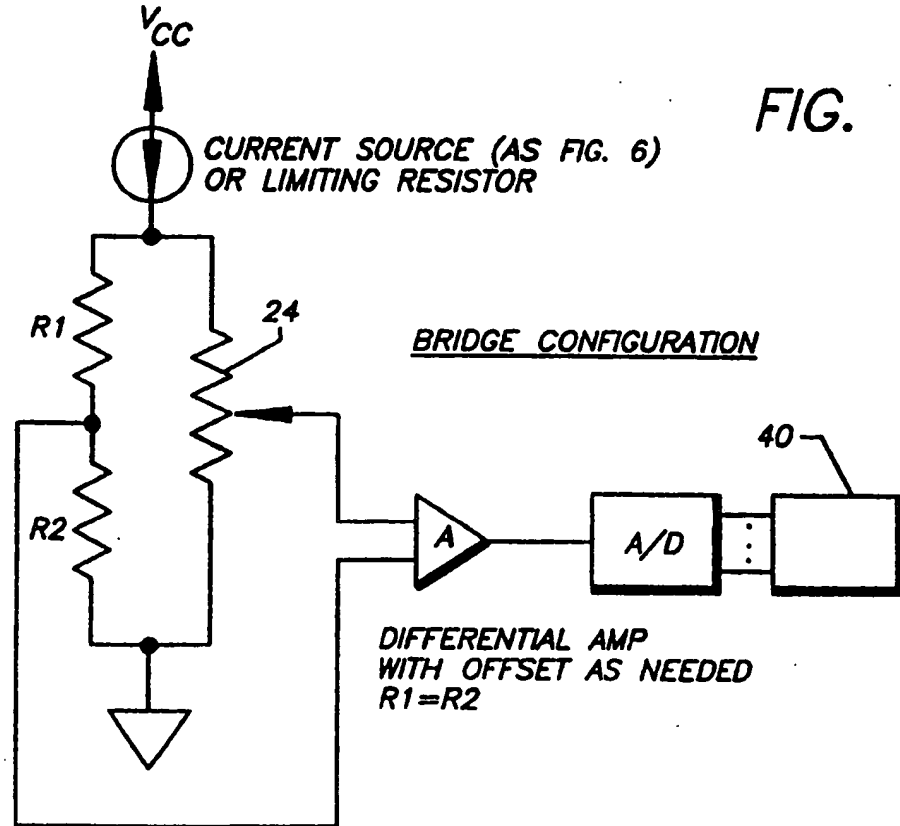 VCC
FIG.
CURRENT SOURCE (AS FIG. 6)
OR LIMITING RESISTOR
R1
24
BRIDGE CONFIGURATION
40
R2
A
A/D
DIFFERENTIAL AMP
WITH OFFSET AS NEEDED
R1=R2